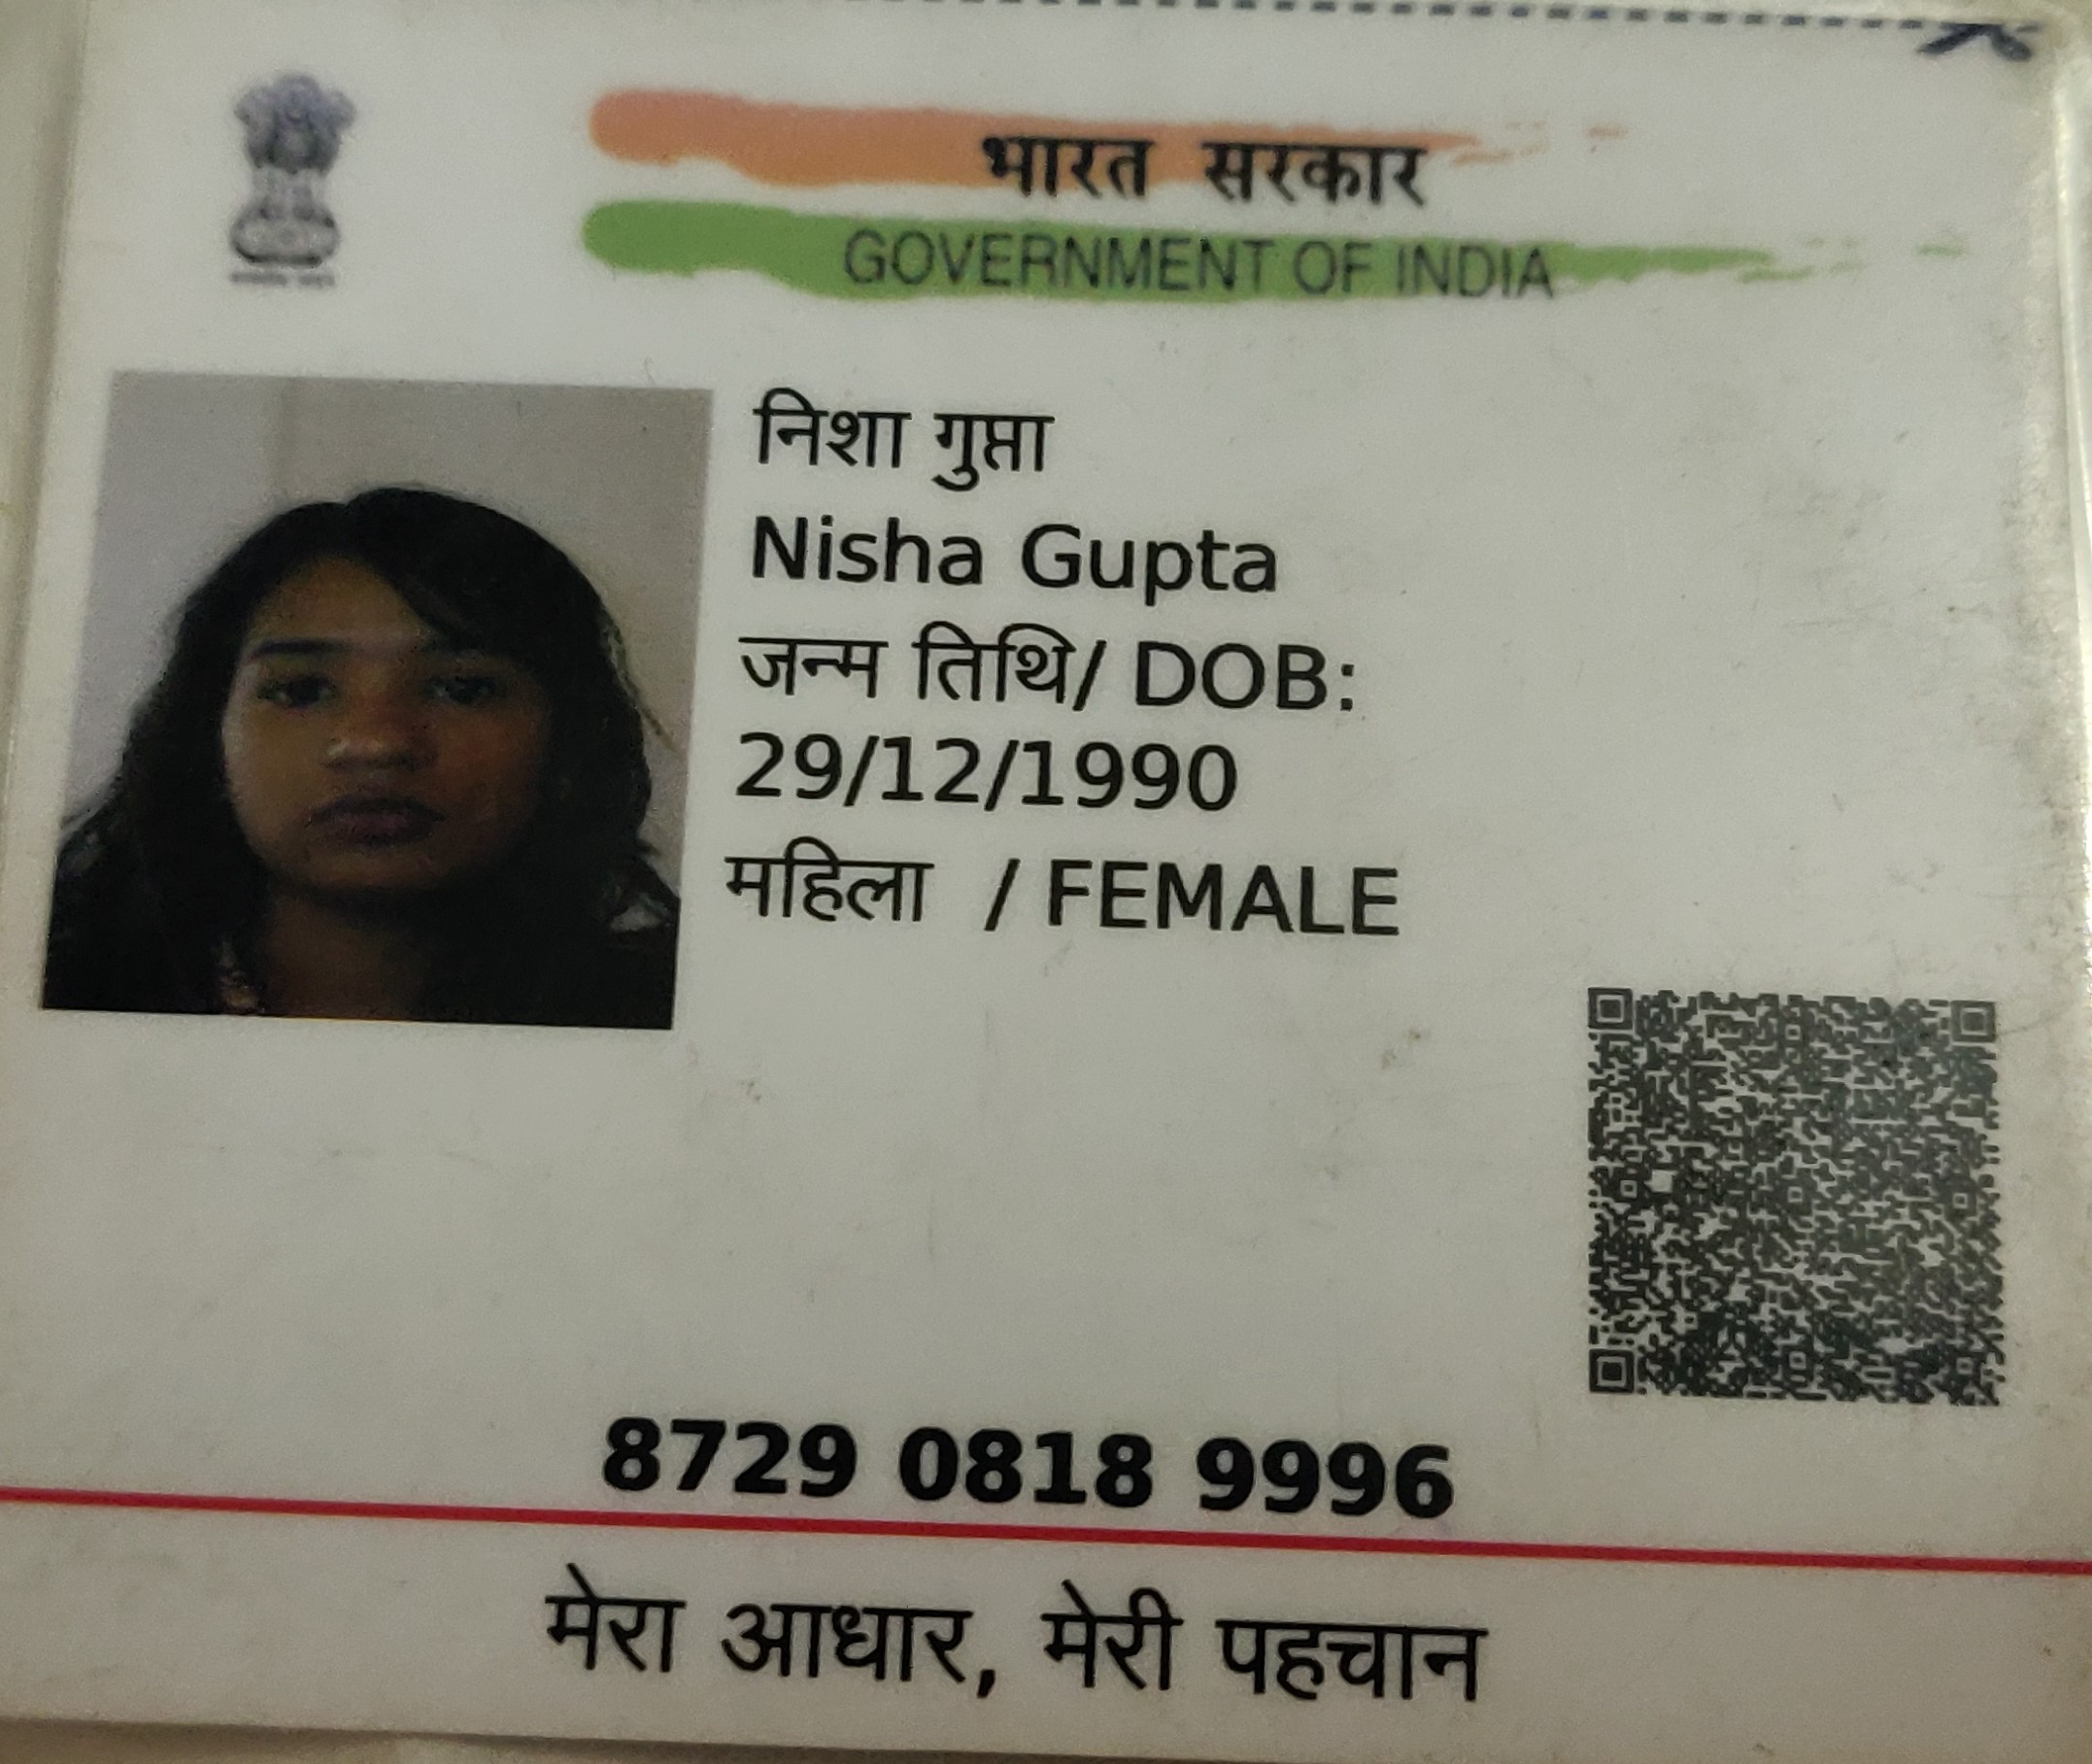 भारत सरकार
GOVERNMENT OF INDIA
निशा गुप्ता
Nisha Gupta
जन्म तिथि/ DOB:
29/12/1990
महिला / FEMALE
8729 0818 9996
मेरा आधार, मेरी पहचान